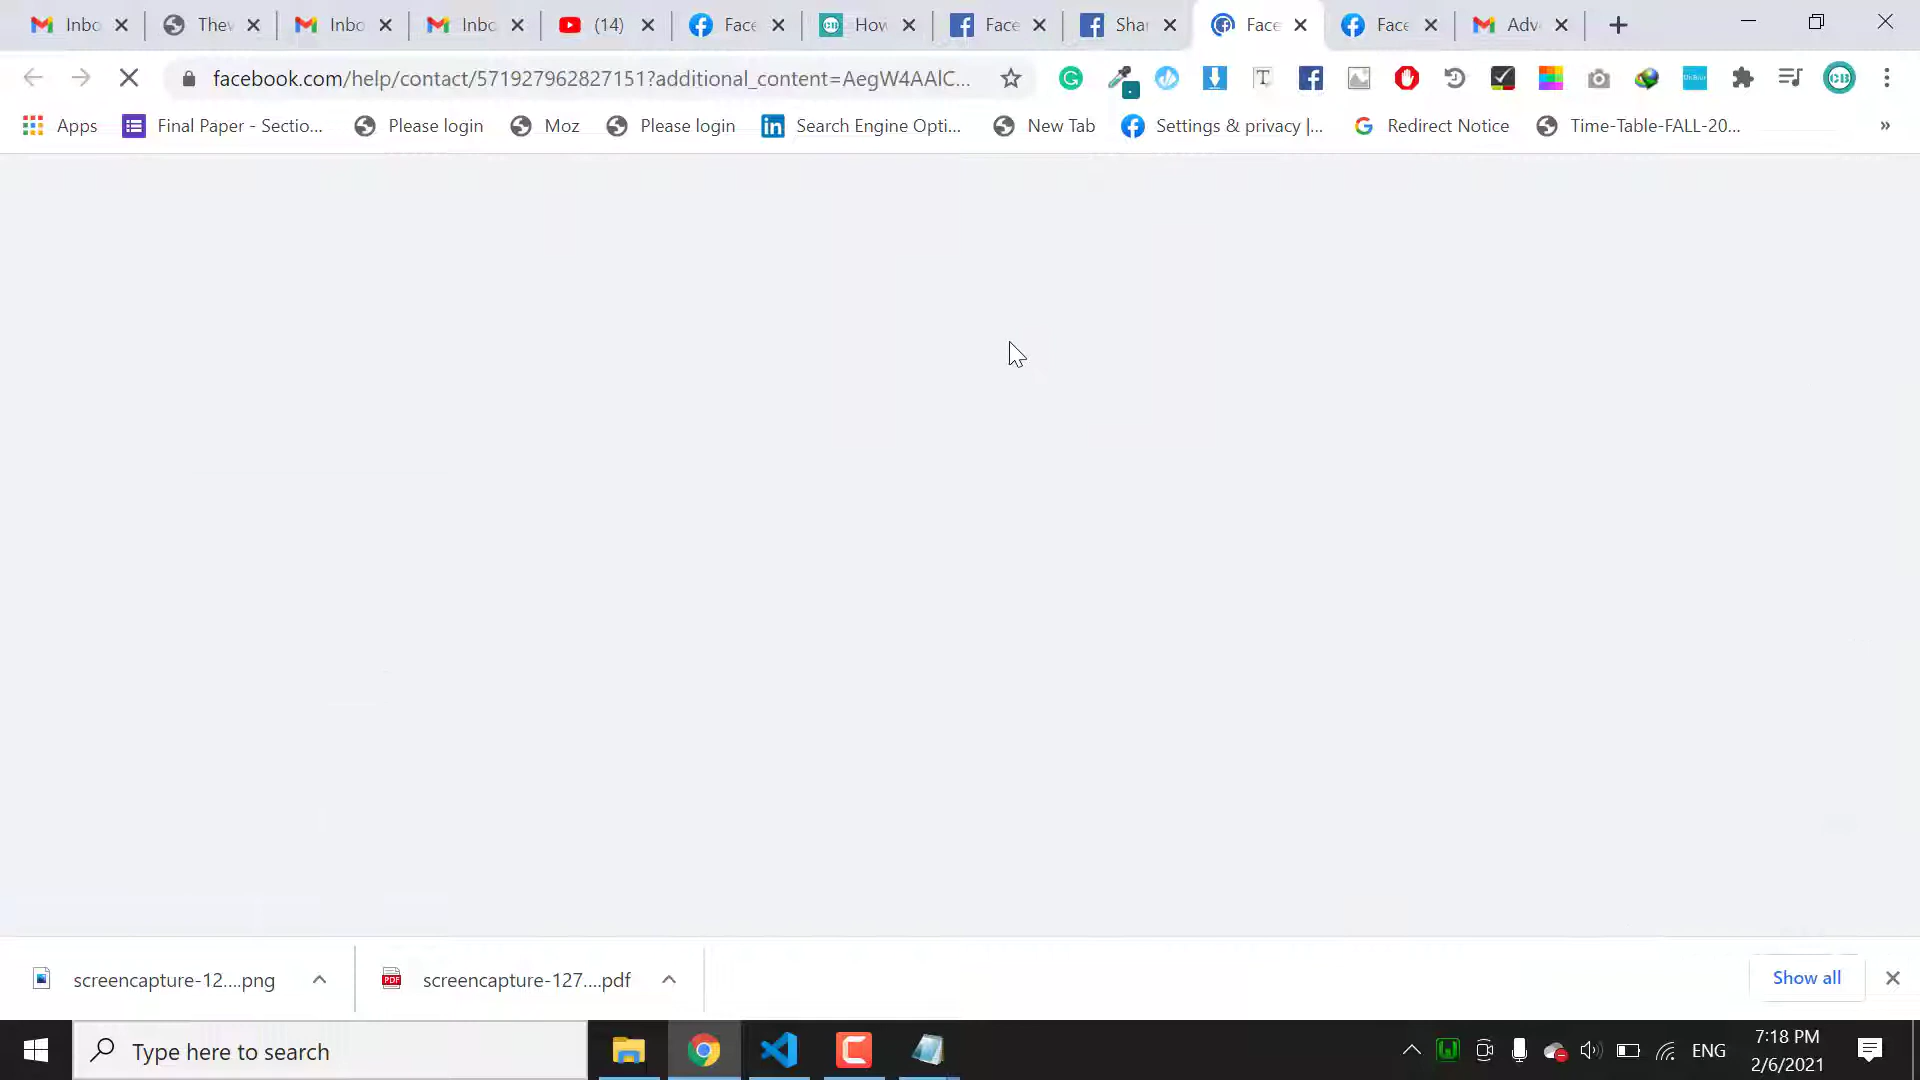 Inbo Thev Inbo Inbo (14) Face How Face Shar Face Face Adv
facebook.com/help/contact/571927962827151?additional_content=AegW4AAlC...
Apps Final Paper - Sectio... Please login Moz Please login Search Engine Opti... New Tab Settings & privacy |... Redirect Notice Time-Table-FALL-20... »
screencapture-12....png screencapture-127....pdf Show all
Type here to search
ENG
7:18 PM
2/6/2021